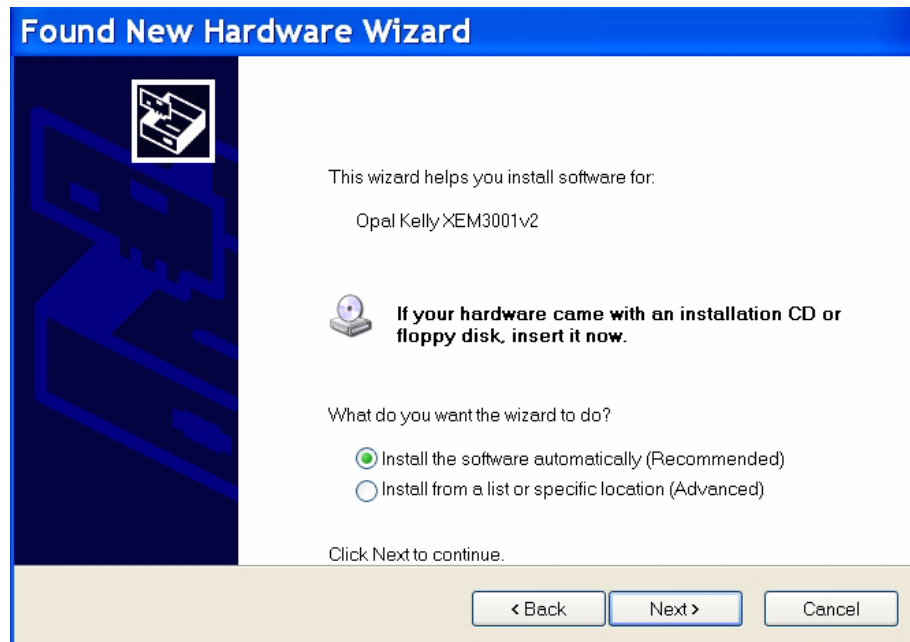 Found New Hardware Wizard
This wizard helps you install software for:
Opal Kelly XEM3001v2
If your hardware came with an installation CD or
floppy disk, insert it now.
What do you want the wizard to do?
Install the software automatically (Recommended)
Install from a list or specific location (Advanced)
Click Next to continue.
< Back Next > Cancel